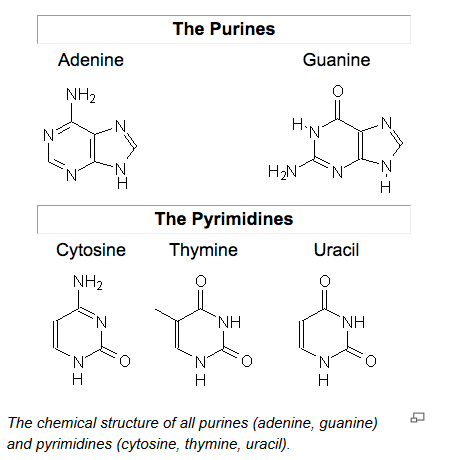 The Purines
Adenine Guanine
NH2 O
N N H N N
N N H2N N N
H H
The Pyrimidines
Cytosine Thymine Uracil
NH2 O O
N NH NH
N O N O N O
H H H
The chemical structure of all purines (adenine, guanine)
and pyrimidines (cytosine, thymine, uracil).